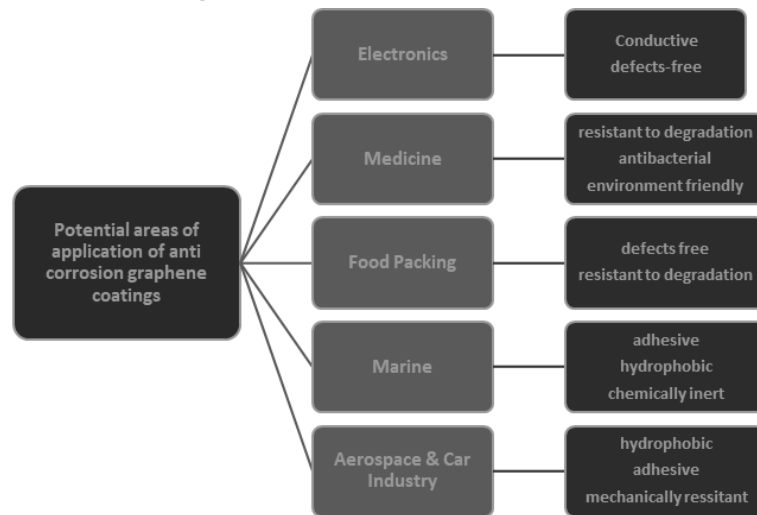 Potential areas of
application of anti
corrosion graphene
coatings
Electronics
Conductive
defects-free
Medicine
resistant to degradation
antibacterial
environment friendly
Food Packing
defects free
resistant to degradation
Marine
adhesive
hydrophobic
chemically inert
Aerospace & Car
Industry
hydrophobic
adhesive
mechanically ressitant